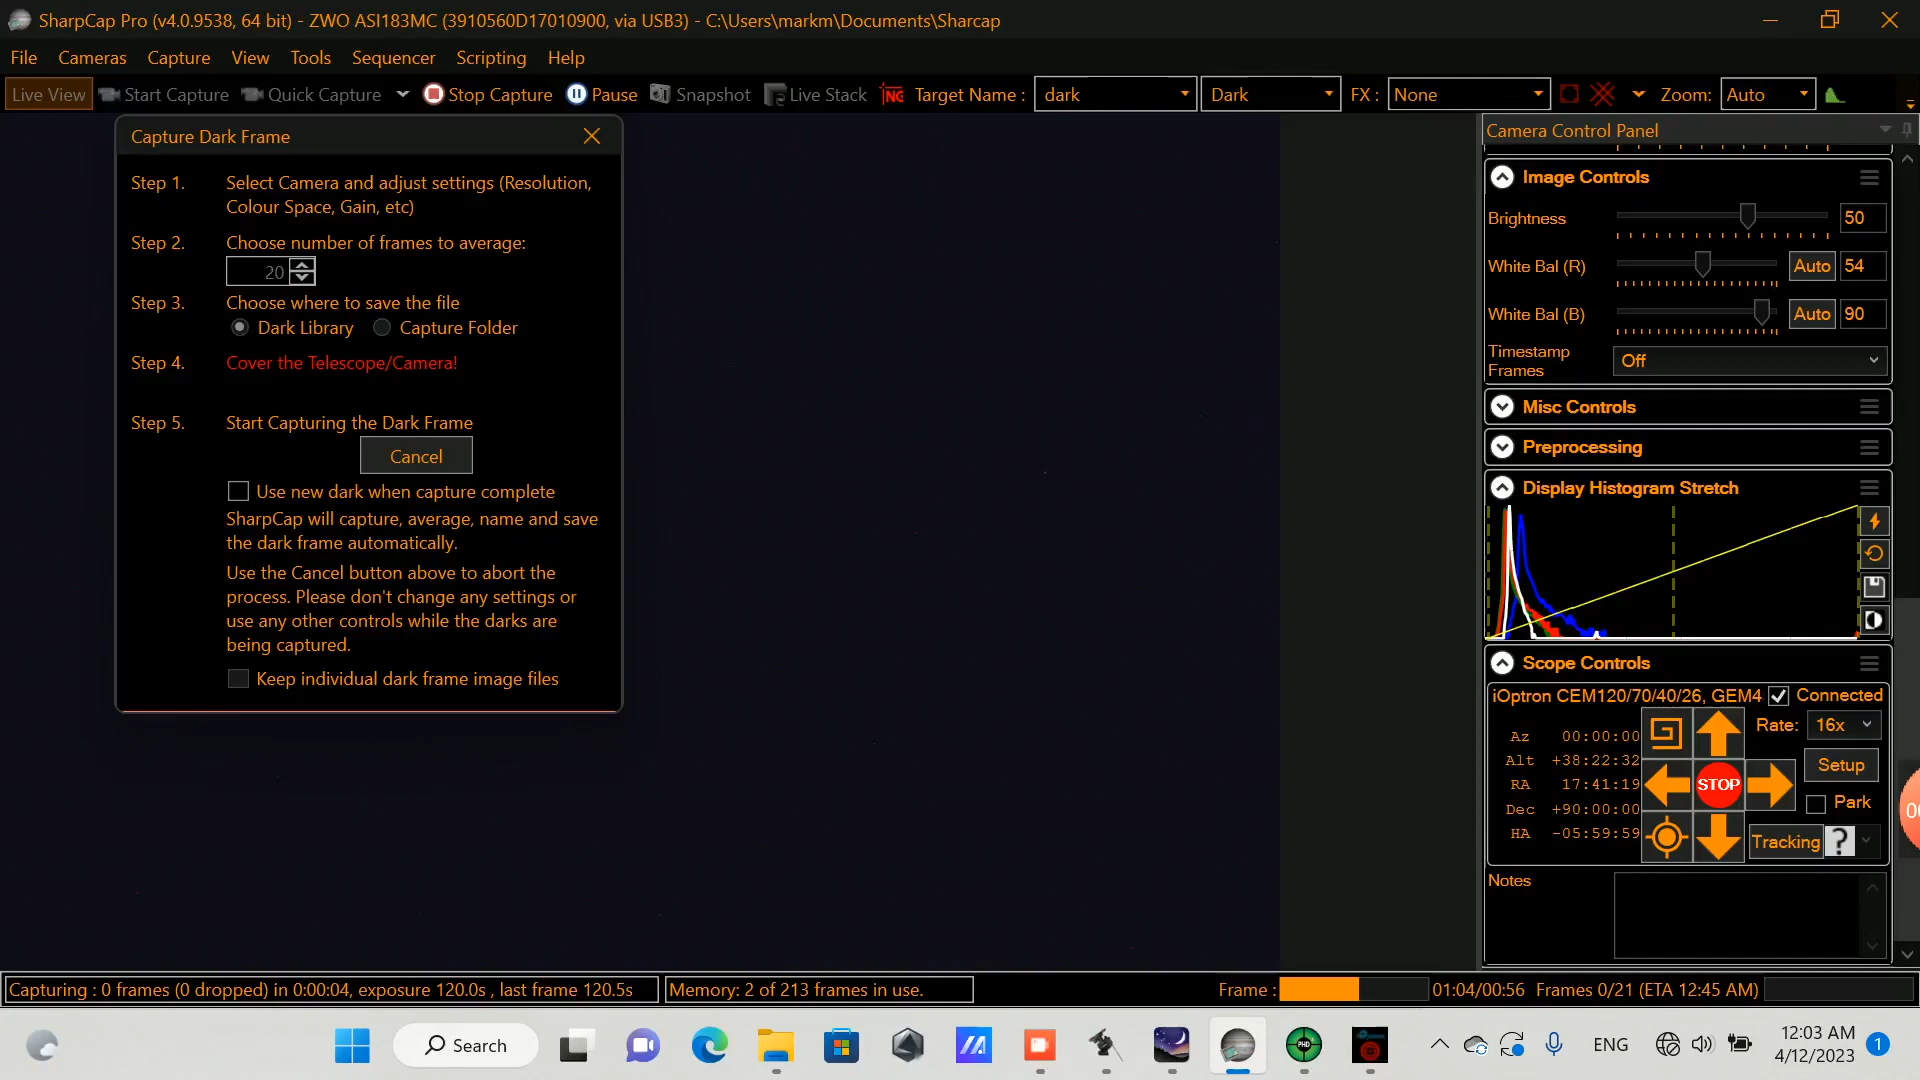 SharpCap Pro (v4.0.9538, 64 bit) - ZWO ASI183MC (3910560D17010900, via USB3) - C:\Users\markm\Documents\Sharcap
File Cameras Capture View Tools Sequencer Scripting Help
Live View Start Capture Quick Capture Stop Capture Pause Snapshot Live Stack NG Target Name : dark Dark FX : None Zoom: Auto
Capture Dark Frame
Step 1. Select Camera and adjust settings (Resolution,
Colour Space, Gain, etc)
Step 2. Choose number of frames to average:
20
Step 3. Choose where to save the file
Dark Library Capture Folder
Step 4. Cover the Telescope/Camera!
Step 5. Start Capturing the Dark Frame
Cancel
Use new dark when capture complete
SharpCap will capture, average, name and save
the dark frame automatically.
Use the Cancel button above to abort the
process. Please don't change any settings or
use any other controls while the darks are
being captured.
Keep individual dark frame image files
Camera Control Panel
Image Controls
Brightness 50
White Bal (R) Auto 54
White Bal (B) Auto 90
Timestamp
Frames Off
Misc Controls
Preprocessing
Display Histogram Stretch
Scope Controls
iOptron CEM120/70/40/26, GEM4 Connected
Rate: 16x
Az 00:00:00
Alt +38:22:32
Setup
RA 17:41:19
STOP
Park
Dec +90:00:00
HA -05:59:59
Tracking ?
Notes
Capturing : 0 frames (0 dropped) in 0:00:04, exposure 120.0s , last frame 120.5s
Memory: 2 of 213 frames in use.
Frame : 01:04/00:56 Frames 0/21 (ETA 12:45 AM)
Search
PHD
ENG
12:03 AM
4/12/2023
1